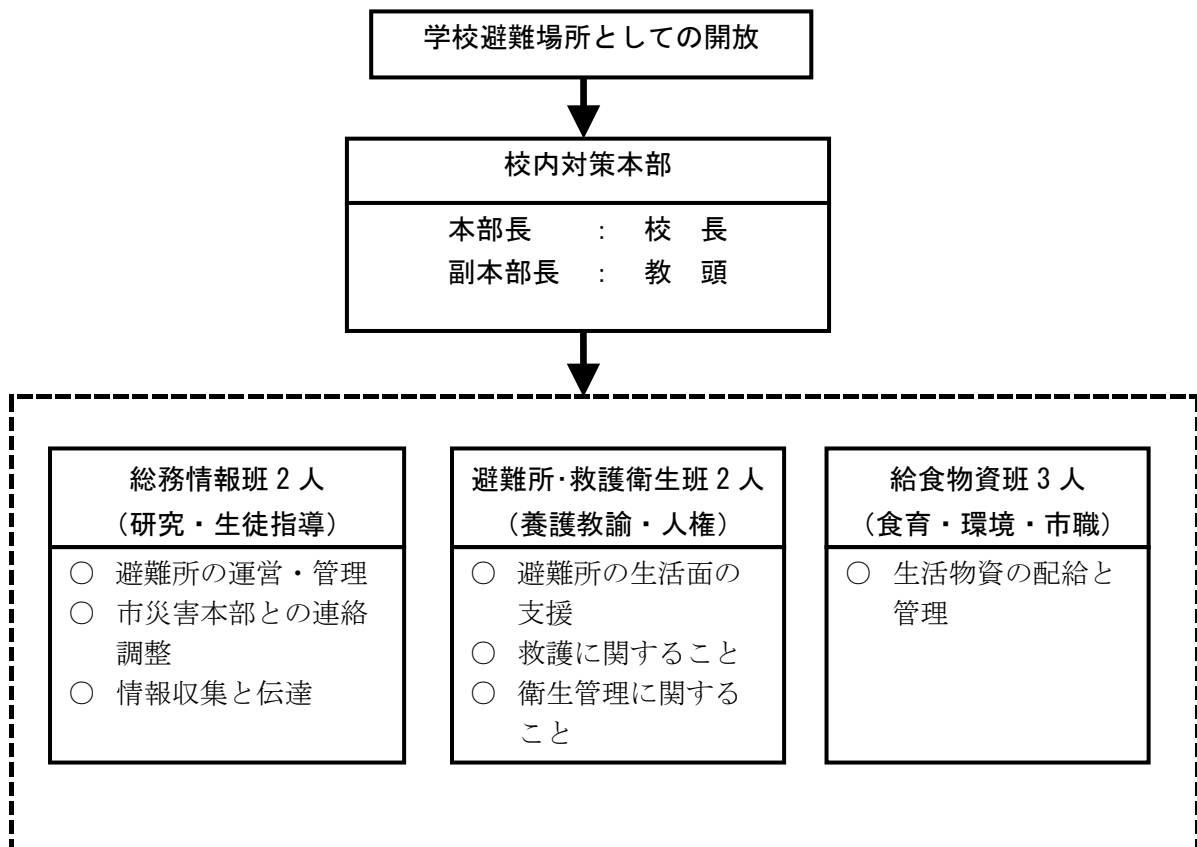 学校避難場所としての開放
校内対策本部
本部長　：　校　長
副本部長　：　教　頭
総務情報班２人
（研究・生徒指導）
○　避難所の運営・管理
○　市災害本部との連絡
調整
○　情報収集と伝達
避難所・救護衛生班２人
（養護教諭・人権）
○　避難所の生活面の
支援
○　救護に関すること
○　衛生管理に関する
こと
給食物資班３人
（食育・環境・市職）
○　生活物資の配給と
管理